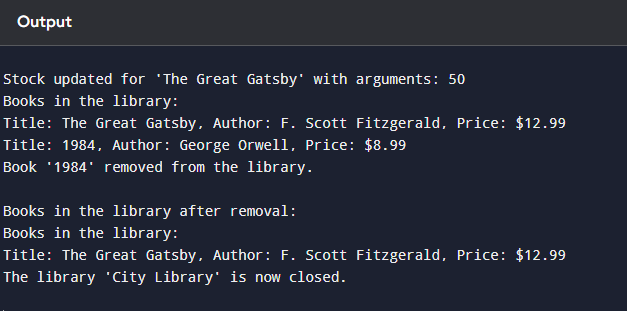 Output
Stock updated for 'The Great Gatsby' with arguments: 50
Books in the library:
Title: The Great Gatsby, Author: F. Scott Fitzgerald, Price: $12.99
Title: 1984, Author: George Orwell, Price: $8.99
Book '1984' removed from the library.
Books in the library after removal:
Books in the library:
Title: The Great Gatsby, Author: F. Scott Fitzgerald, Price: $12.99
The library 'City Library' is now closed.